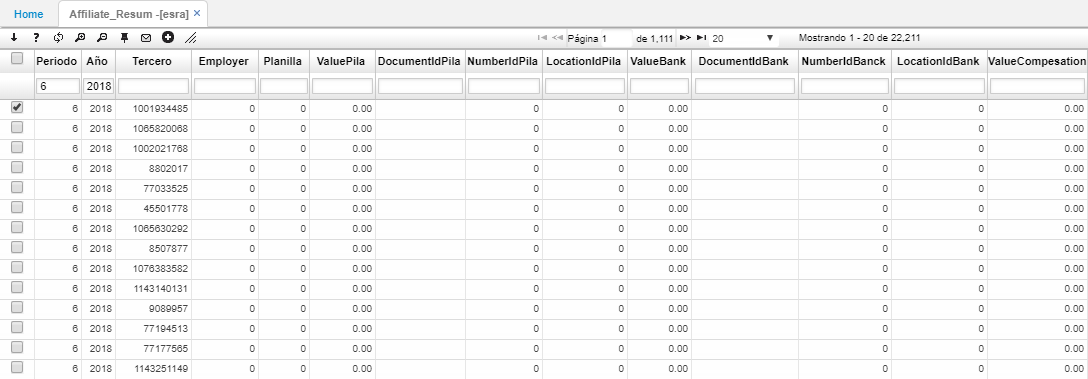 Home Affiliate_Resum -[esra] ×
Página 1 de 1,111 20 Mostrando 1 - 20 de 22,211
Periodo Año Tercero Employer Planilla ValuePila DocumentIdPila NumberIdPila LocationIdPila ValueBank DocumentIdBank NumberIdBanck LocationIdBank ValueCompesation
6 2018
6 2018 1001934485 0 0 0.00 0 0 0.00 0 0 0.00
6 2018 1065820068 0 0 0.00 0 0 0.00 0 0 0.00
6 2018 1002021768 0 0 0.00 0 0 0.00 0 0 0.00
6 2018 8802017 0 0 0.00 0 0 0.00 0 0 0.00
6 2018 77033525 0 0 0.00 0 0 0.00 0 0 0.00
6 2018 45501778 0 0 0.00 0 0 0.00 0 0 0.00
6 2018 1065630292 0 0 0.00 0 0 0.00 0 0 0.00
6 2018 8507877 0 0 0.00 0 0 0.00 0 0 0.00
6 2018 1076383582 0 0 0.00 0 0 0.00 0 0 0.00
6 2018 1143140131 0 0 0.00 0 0 0.00 0 0 0.00
6 2018 9089957 0 0 0.00 0 0 0.00 0 0 0.00
6 2018 77194513 0 0 0.00 0 0 0.00 0 0 0.00
6 2018 77177565 0 0 0.00 0 0 0.00 0 0 0.00
6 2018 1143251149 0 0 0.00 0 0 0.00 0 0 0.00